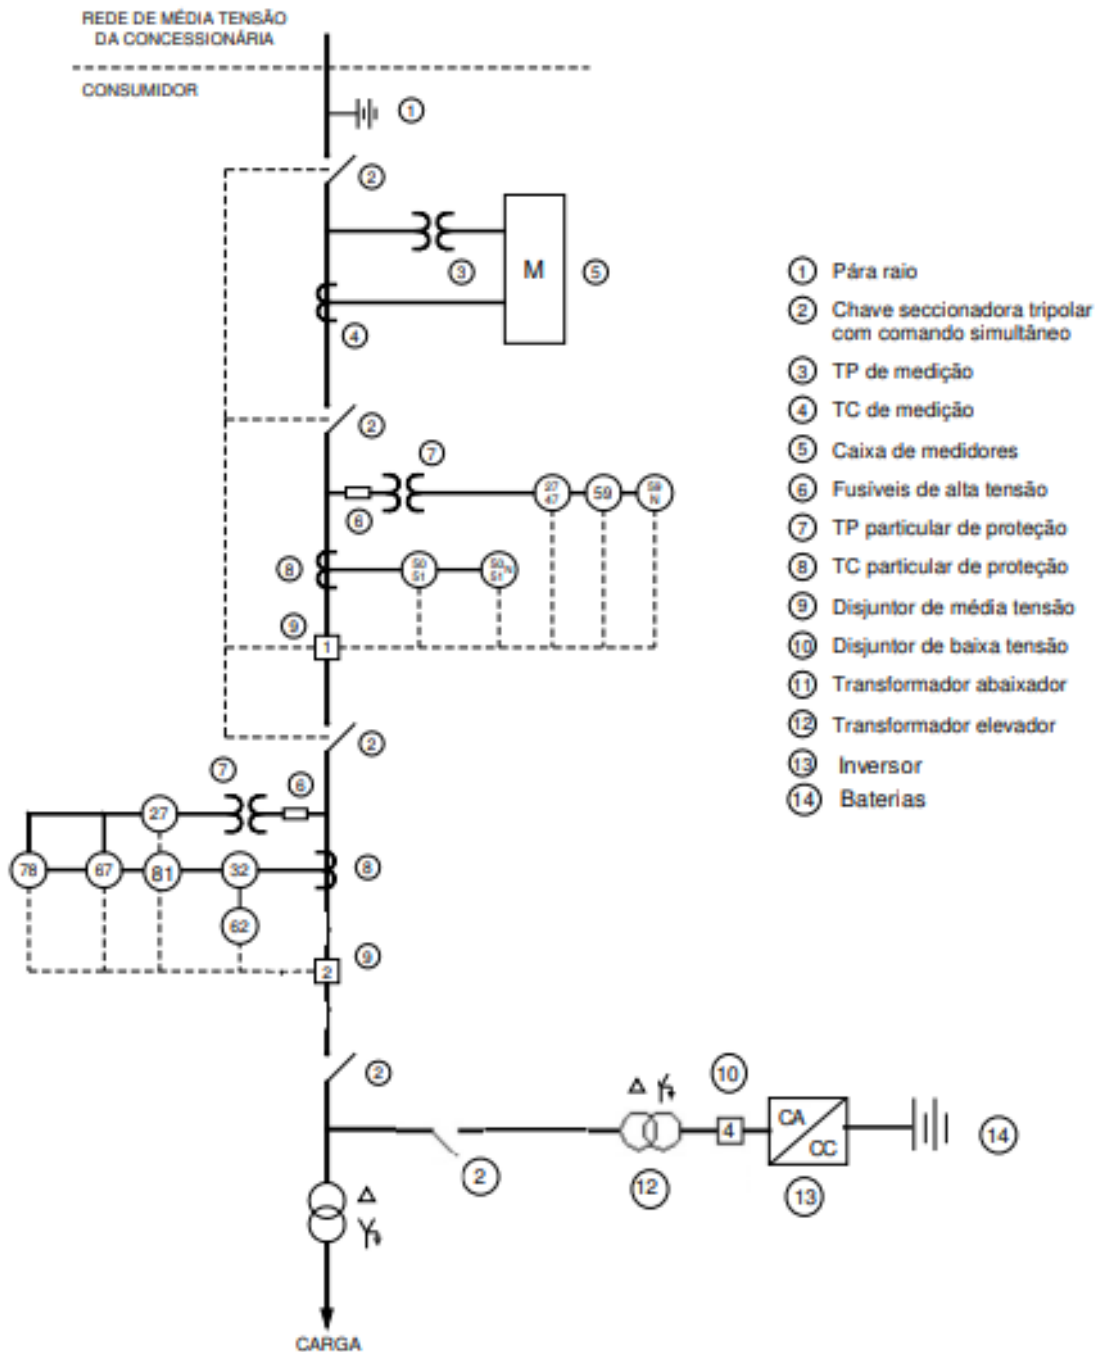 REDE DE MÉDIA TENSÃO
DA CONCESSIONÁRIA
CONSUMIDOR
1
2
3
M
5
4
2
7
6
27
47
59
59
N
8
50
51
50
51
N
9
1
2
7
6
27
78
67
81
32
8
62
9
2
2
10
Δ
4
CA
CC
14
2
12
13
Δ
CARGA
1 Pára raio
2 Chave seccionadora tripolar
com comando simultâneo
3 TP de medição
4 TC de medição
5 Caixa de medidores
6 Fusíveis de alta tensão
7 TP particular de proteção
8 TC particular de proteção
9 Disjuntor de média tensão
10 Disjuntor de baixa tensão
11 Transformador abaixador
12 Transformador elevador
13 Inversor
14 Baterias